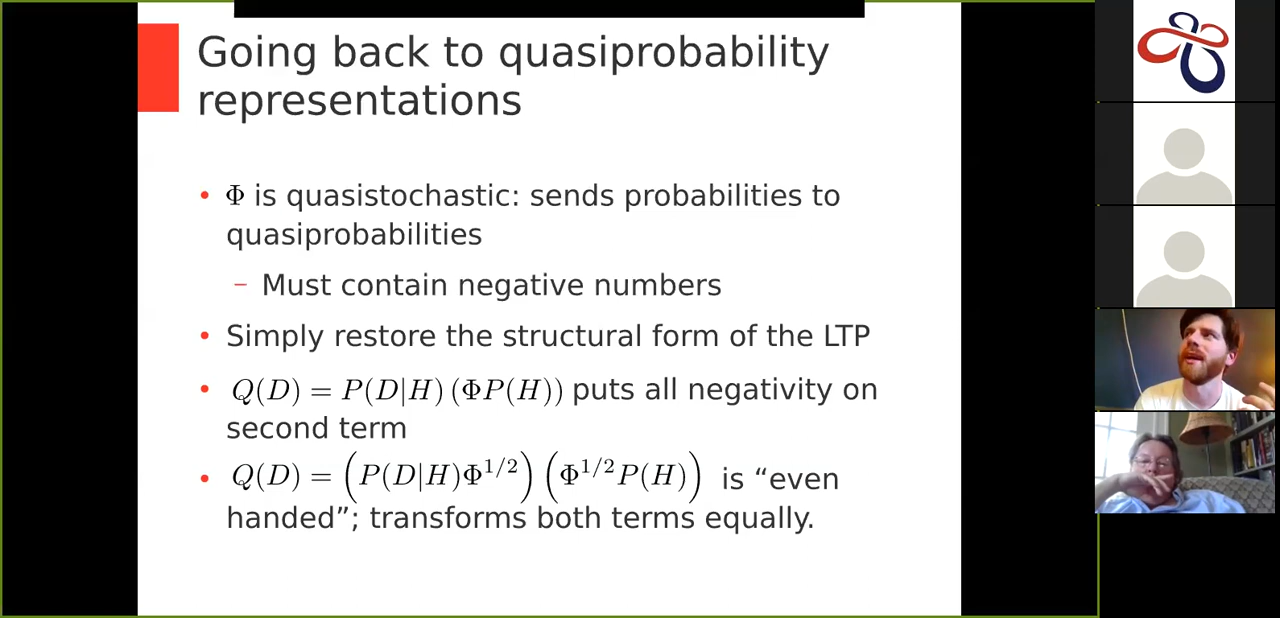 Going back to quasiprobability
representations
• Φ is quasistochastic: sends probabilities to
quasiprobabilities
– Must contain negative numbers
• Simply restore the structural form of the LTP
• Q(D) = P(D|H) (ΦP(H)) puts all negativity on
second term
• Q(D) = (P(D|H)Φ^{1/2}) (Φ^{1/2}P(H)) is “even
handed”; transforms both terms equally.